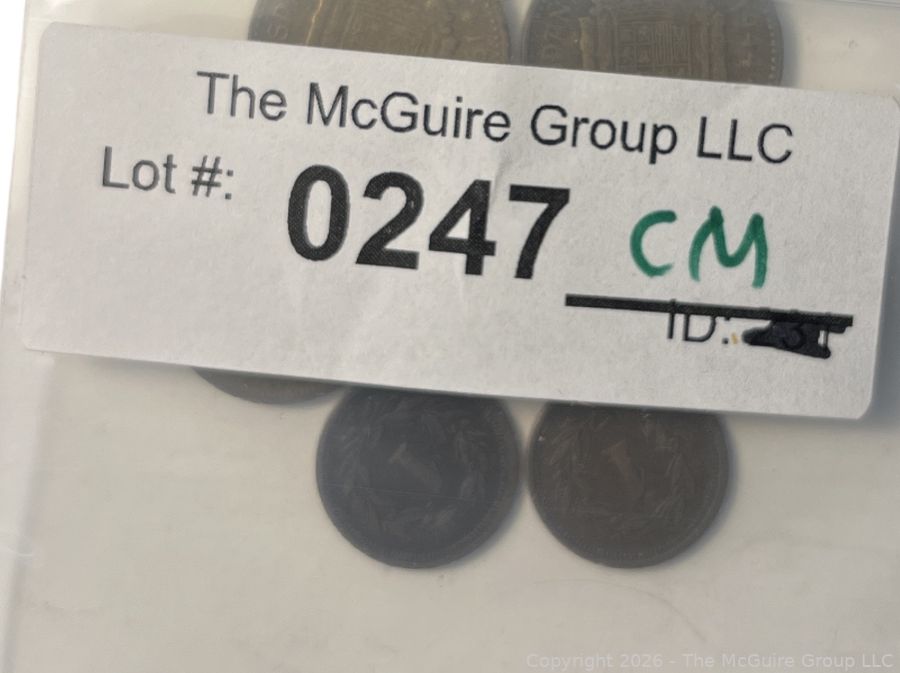 The McGuire Group LLC
Lot #: 0247 CM
ID:
Copyright 2026 - The McGuire Group LLC